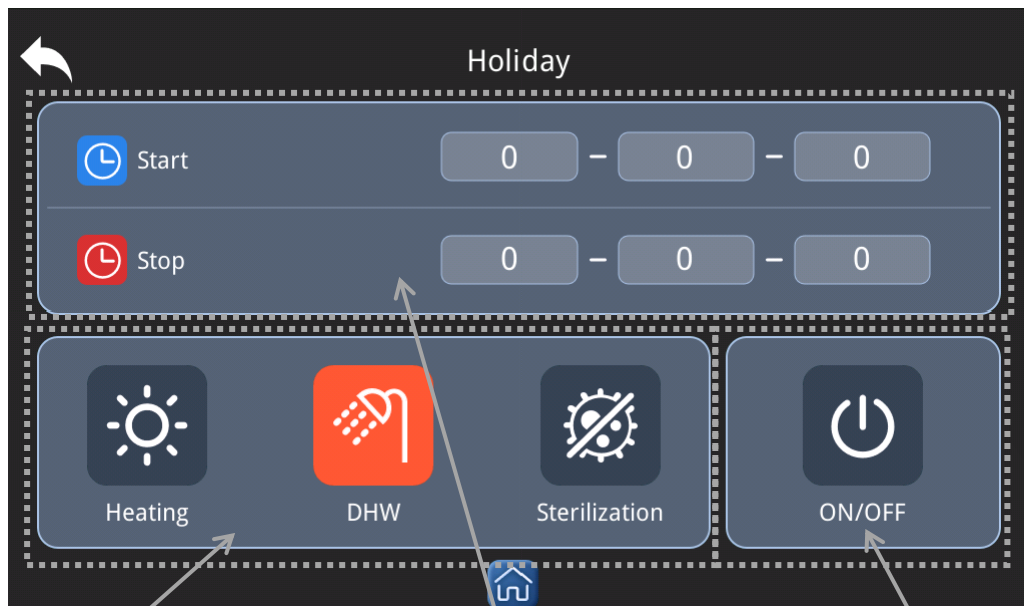 Holiday
Start 0 – 0 – 0
Stop 0 – 0 – 0
Heating DHW Sterilization ON/OFF